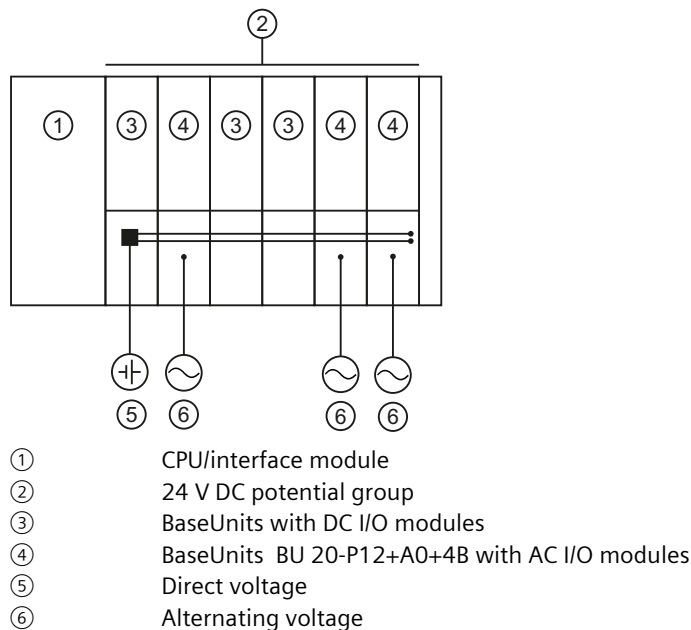 ②
① ③ ④ ③ ③ ④ ④
⑤ ⑥ ⑥ ⑥
① CPU/interface module
② 24 V DC potential group
③ BaseUnits with DC I/O modules
④ BaseUnits BU 20-P12+A0+4B with AC I/O modules
⑤ Direct voltage
⑥ Alternating voltage